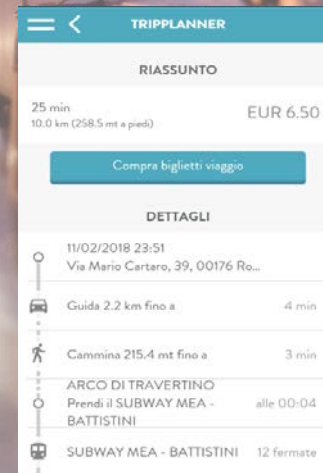 TRIPPLANNER
RIASSUNTO
25 min
EUR 6.50
10.0 km (258.5 mt a piedi)
Compra biglietti viaggio
DETTAGLI
11/02/2018 23:51
Via Mario Cartaro, 39, 00176 Ro...
Guida 2.2 km fino a 4 min
Cammina 215.4 mt fino a 3 min
ARCO DI TRAVERTINO
Prendi il SUBWAY MEA - alle 00:04
BATTISTINI
SUBWAY MEA - BATTISTINI 12 fermate